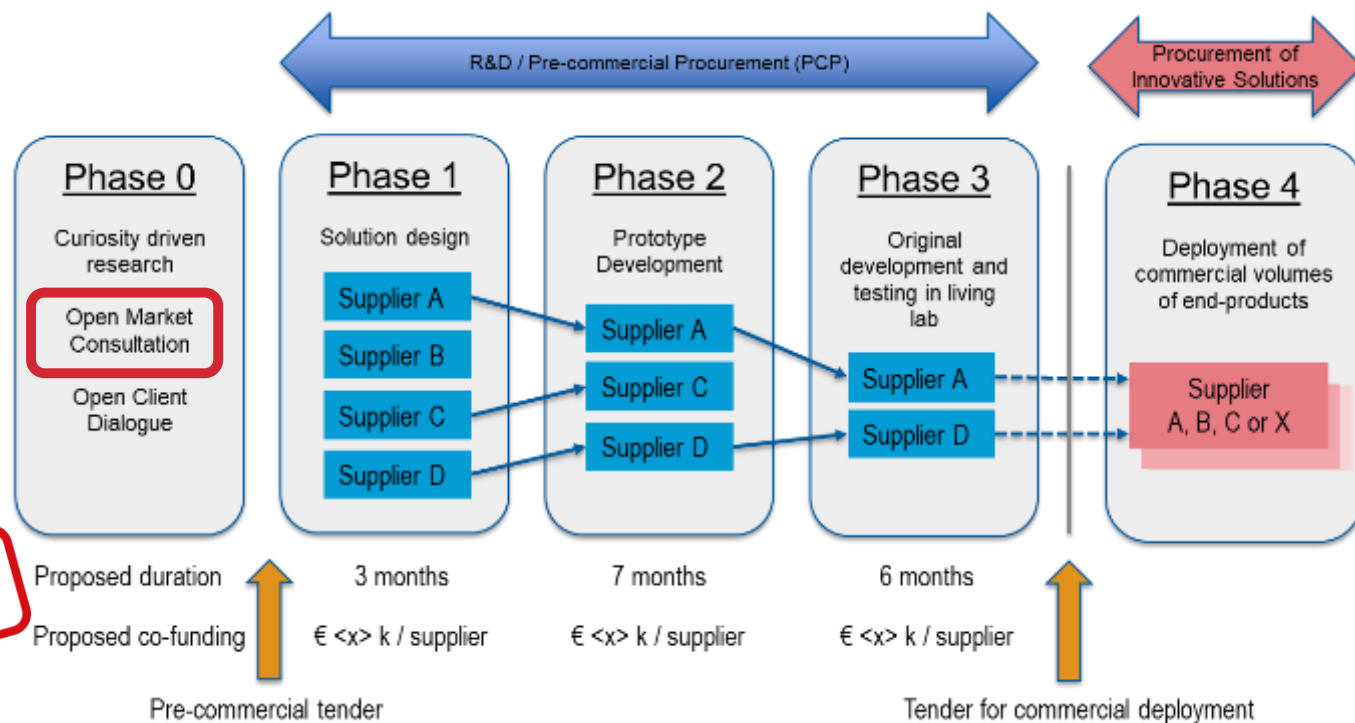 R&D / Pre-commercial Procurement (PCP)
Procurement of
Innovative Solutions
Phase 0
Curiosity driven
research
Open Market
Consultation
Open Client
Dialogue
Phase 1
Solution design
Supplier A
Supplier B
Supplier C
Supplier D
Phase 2
Prototype
Development
Supplier A
Supplier C
Supplier D
Phase 3
Original
development and
testing in living
lab
Supplier A
Supplier D
Phase 4
Deployment of
commercial volumes
of end-products
Supplier
A, B, C or X
Proposed duration
3 months
7 months
6 months
Proposed co-funding
€ <x> k / supplier
€ <x> k / supplier
€ <x> k / supplier
Pre-commercial tender
Tender for commercial deployment